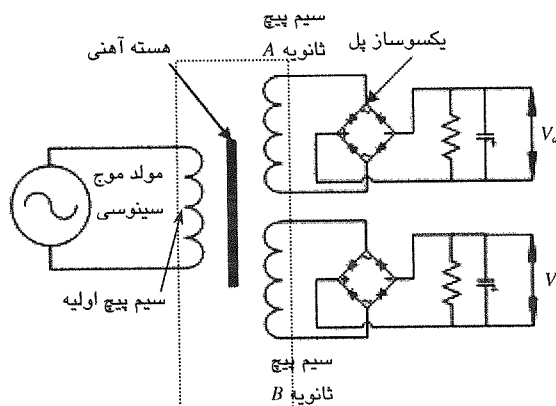 سیم پیچ
ثانویه A
هسته آهنی
یکسوساز پل
مولد موج
سینوسی
سیم پیچ اولیه
سیم پیچ
ثانویه B
V